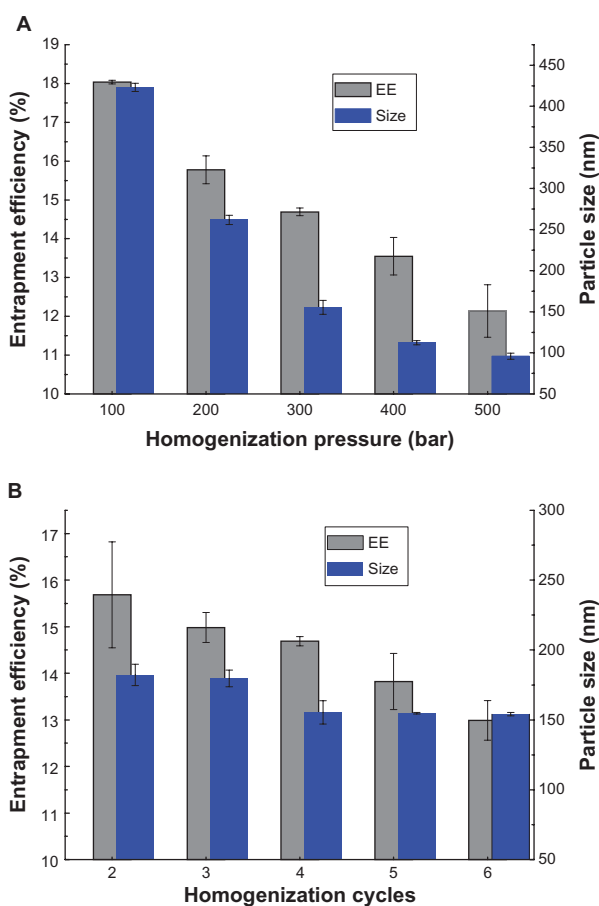 A
Entrapment efficiency (%)
19
18
17
16
15
14
13
12
11
10
EE
Size
450
400
350
300
250
200
150
100
50
Particle size (nm)
100 200 300 400 500
Homogenization pressure (bar)
B
Entrapment efficiency (%)
17
16
15
14
13
12
11
10
EE
Size
300
250
200
150
100
50
Particle size (nm)
2 3 4 5 6
Homogenization cycles